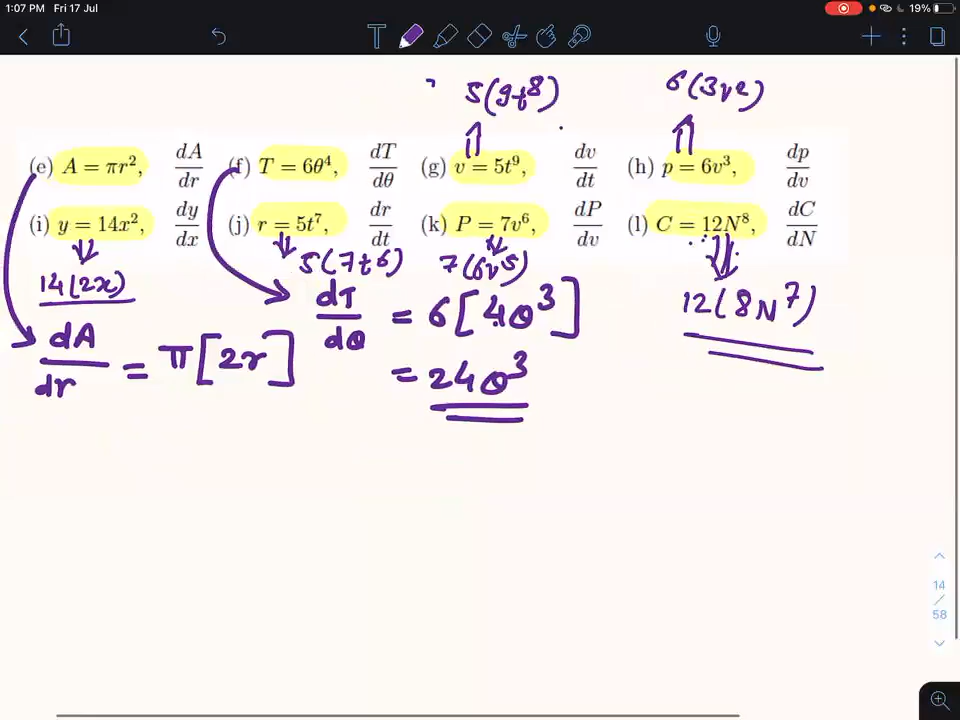 1:07 PM Fri 17 Jul
19%
5(9t8)
6(3v2)
(e) A = πr², dA/dr (f) T = 6θ⁴, dT/dθ (g) v = 5t⁹, dv/dt (h) p = 6v³, dp/dv
(i) y = 14x², dy/dx (j) r = 5t⁷, dr/dt (k) P = 7v⁶, dP/dv (l) C = 12N⁸, dC/dN
14(2x)
5(7t6)
7(6v5)
12(8N⁷)
dA/dr = π[2r]
dT/dθ = 6[4θ³]
= 24θ³
14
/
58